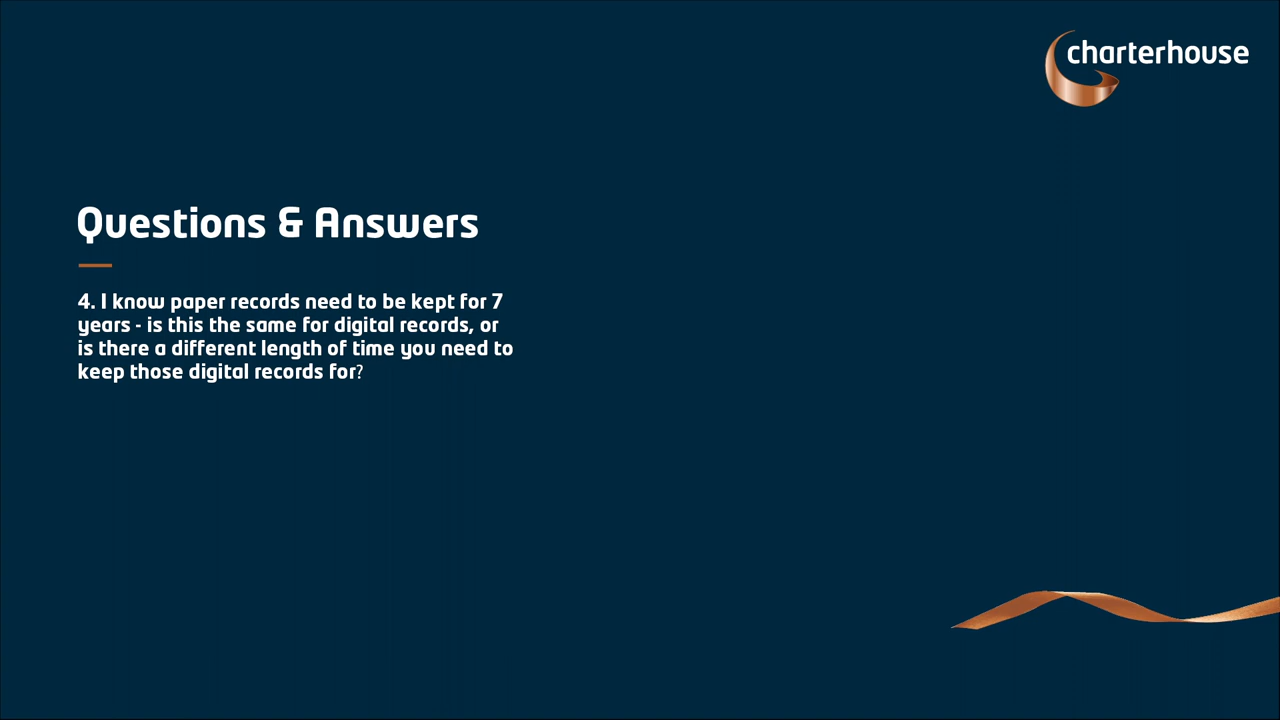 charterhouse
Questions & Answers
4. I know paper records need to be kept for 7
years - is this the same for digital records, or
is there a different length of time you need to
keep those digital records for?